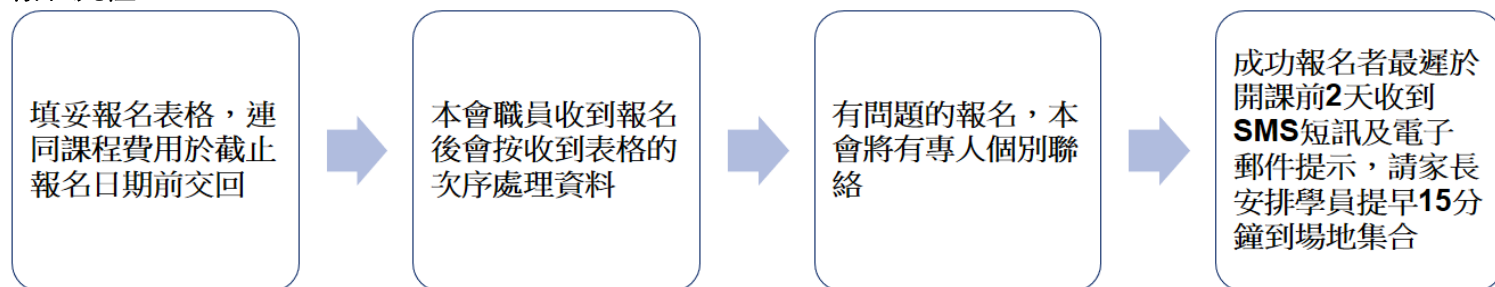 填妥報名表格，連
同課程費用於截止
報名日期前交回
本會職員收到報名
後會按收到表格的
次序處理資料
有問題的報名，本
會將有專人個別聯
絡
成功報名者最遲於
開課前2天收到
SMS短訊及電子
郵件提示，請家長
安排學員提早15分
鐘到場地集合